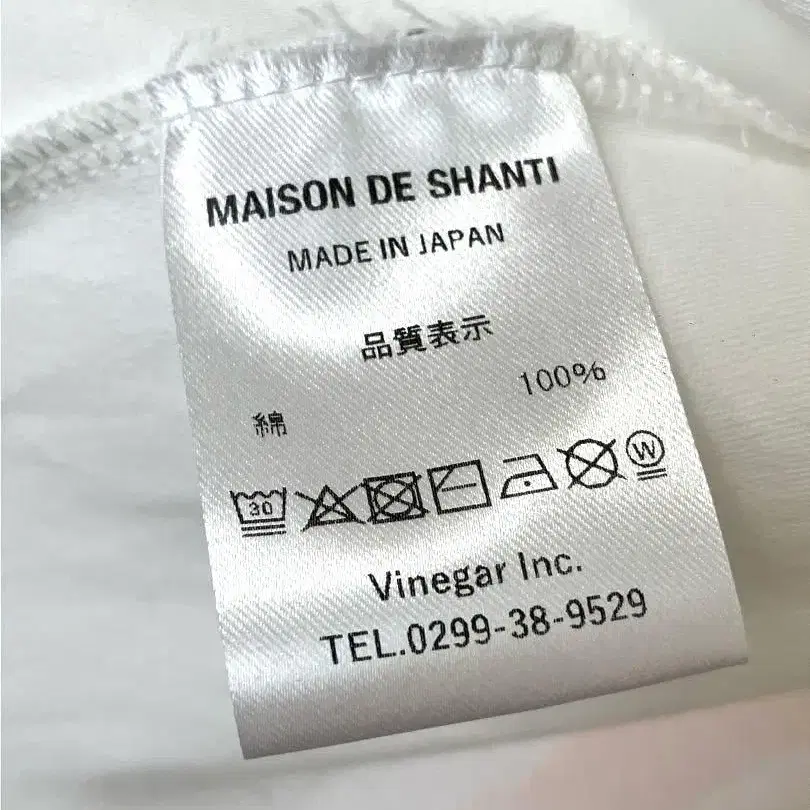 MAISON DE SHANTI
MADE IN JAPAN
品質表示
綿 100%
30 W
Vinegar Inc.
TEL.0299-38-9529